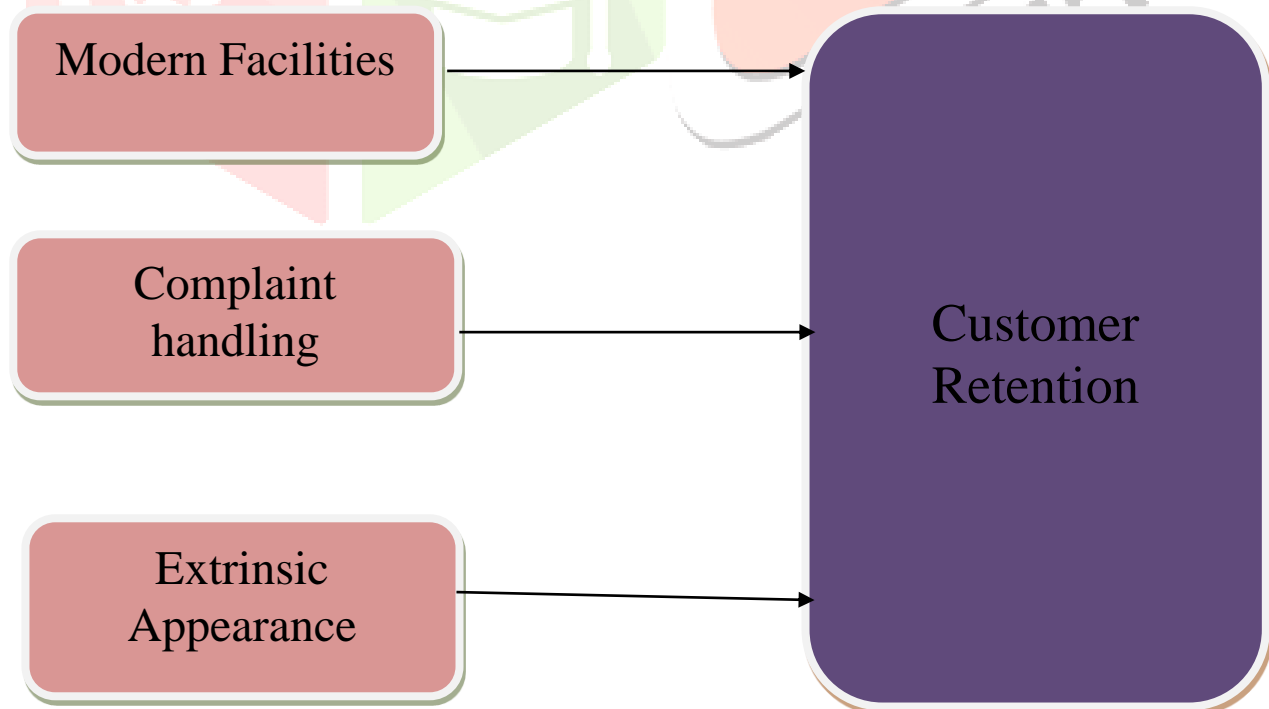 Modern Facilities
Complaint
handling
Customer
Retention
Extrinsic
Appearance